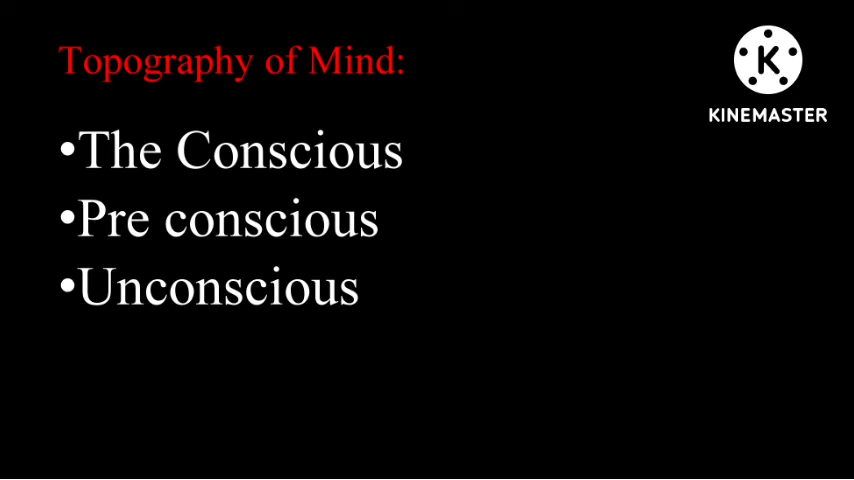 Topography of Mind:
•The Conscious
•Pre conscious
•Unconscious
K
KINEMASTER